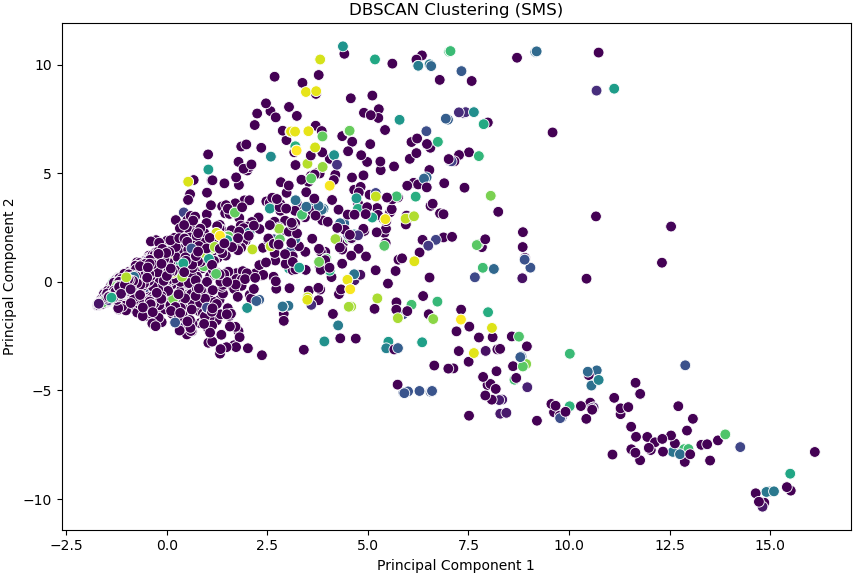 DBSCAN Clustering (SMS)
Principal Component 2
10
5
0
−5
−10
−2.5 0.0 2.5 5.0 7.5 10.0 12.5 15.0
Principal Component 1